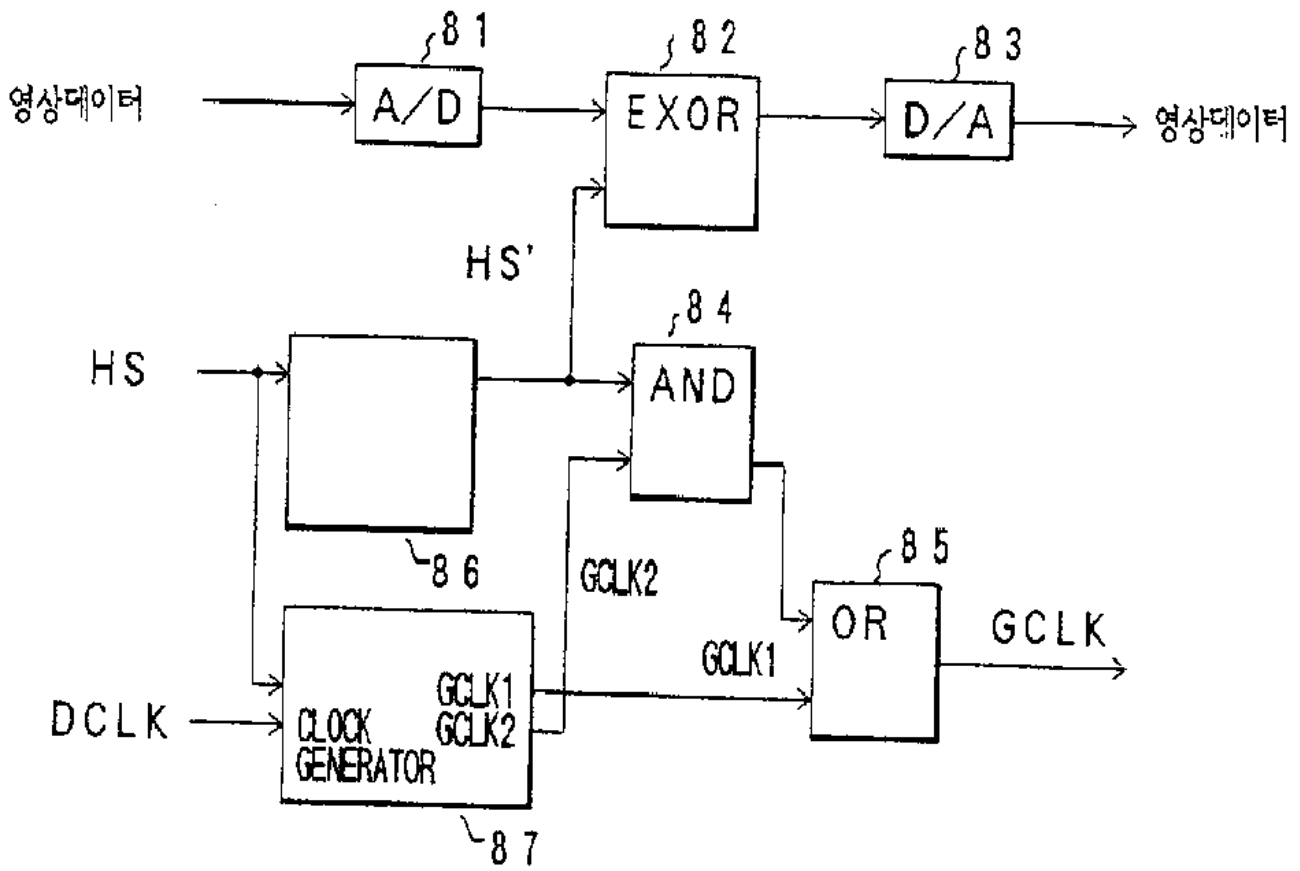 81
영상데이터
A/D
82
EXOR
83
D/A
영상데이터
HS'
84
HS
AND
86
GCLK2
85
OR
GCLK
GCLK1
DCLK
CLOCK
GENERATOR
GCLK1
GCLK2
87